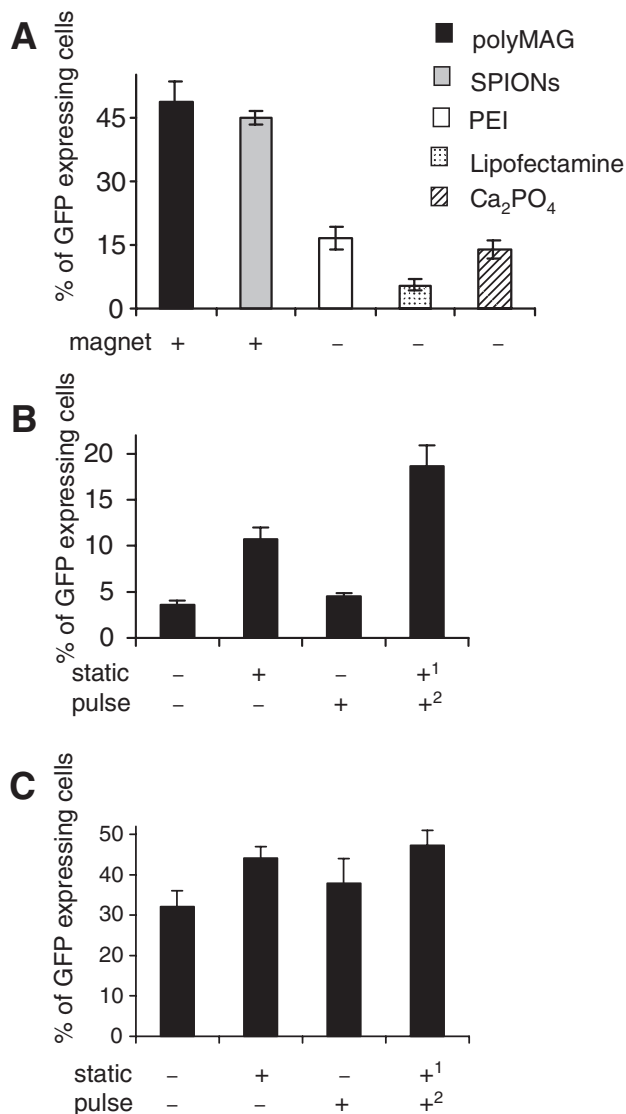 A
% of GFP expressing cells
45
30
15
0
polyMAG
SPIONs
PEI
Lipofectamine
Ca₂PO₄
magnet + + – – –
B
% of GFP expressing cells
20
15
10
5
0
static – + – +¹
pulse – – + +²
C
% of GFP expressing cells
50
40
30
20
10
0
static – + – +¹
pulse – – + +²